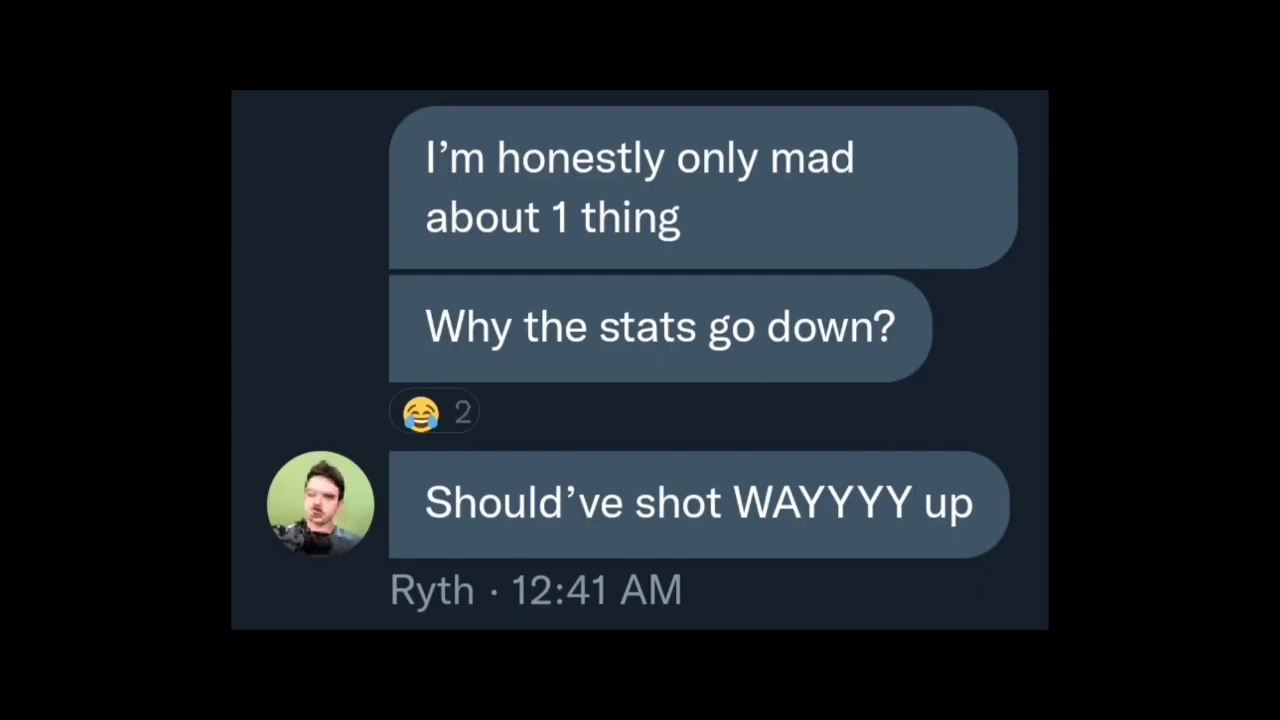 I’m honestly only mad
about 1 thing
Why the stats go down?
😂 2
Should’ve shot WAYYYY up
Ryth · 12:41 AM